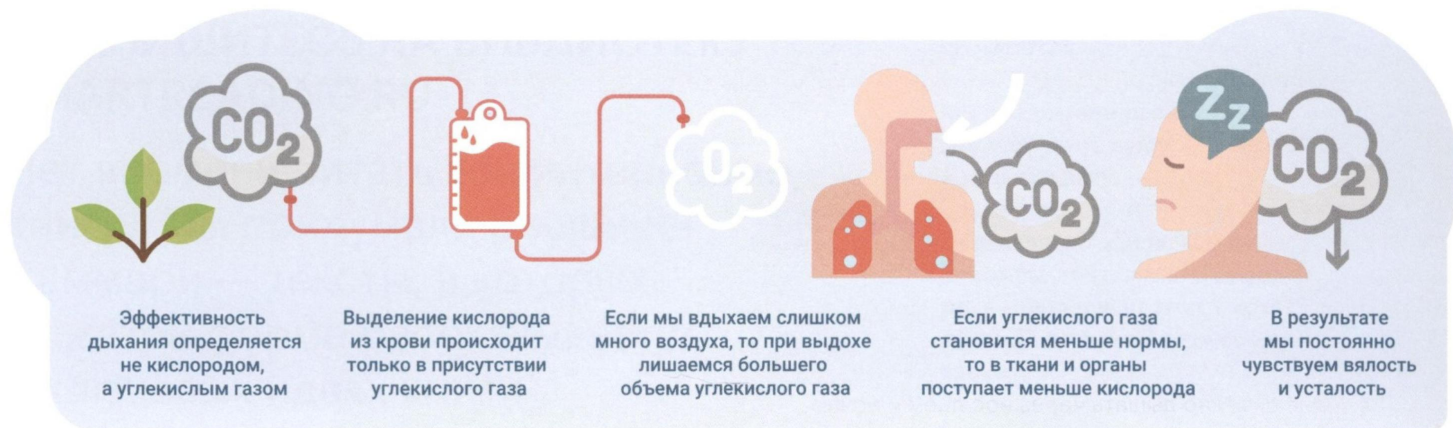 CO₂
O₂
CO₂
Zz
CO₂
Эффективность
дыхания определяется
не кислородом,
а углекислым газом
Выделение кислорода
из крови происходит
только в присутствии
углекислого газа
Если мы вдыхаем слишком
много воздуха, то при выдохе
лишаемся большего
объема углекислого газа
Если углекислого газа
становится меньше нормы,
то в ткани и органы
поступает меньше кислорода
В результате
мы постоянно
чувствуем вялость
и усталость